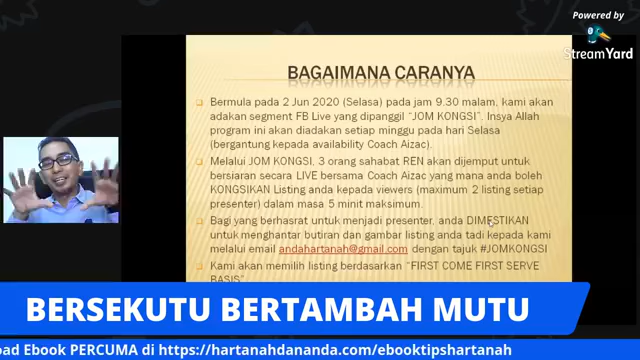 Powered by
StreamYard
BAGAIMANA CARANYA
Bermula pada 2 Jun 2020 (Selasa) pada jam 9.30 malam, kami akan
adakan segment FB Live yang dipanggil "JOM KONGSI". Insya Allah
program ini akan diadakan setiap minggu pada hari Selasa
(bergantung kepada availability Coach Aizac).
Melalui JOM KONGSI, 3 orang sahabat REN akan dijemput untuk
bersiaran secara LIVE bersama Coach Aizac yang mana anda boleh
KONGSIKAN Listing anda kepada viewers (maximum 2 listing setiap
presenter) dalam masa 5 minit maksimum.
Bagi yang berhasrat untuk menjadi presenter, anda DIMESTIKAN
untuk menghantar butiran dan gambar listing anda tadi kepada kami
melalui email andahartanah@gmail.com dengan tajuk #JOMKONGSI
Kami akan memilih listing berdasarkan "FIRST COME FIRST SERVE
BASIS"
BERSEKUTU BERTAMBAH MUTU
oad Ebook PERCUMA di https://hartanahdananda.com/ebooktipshartanah